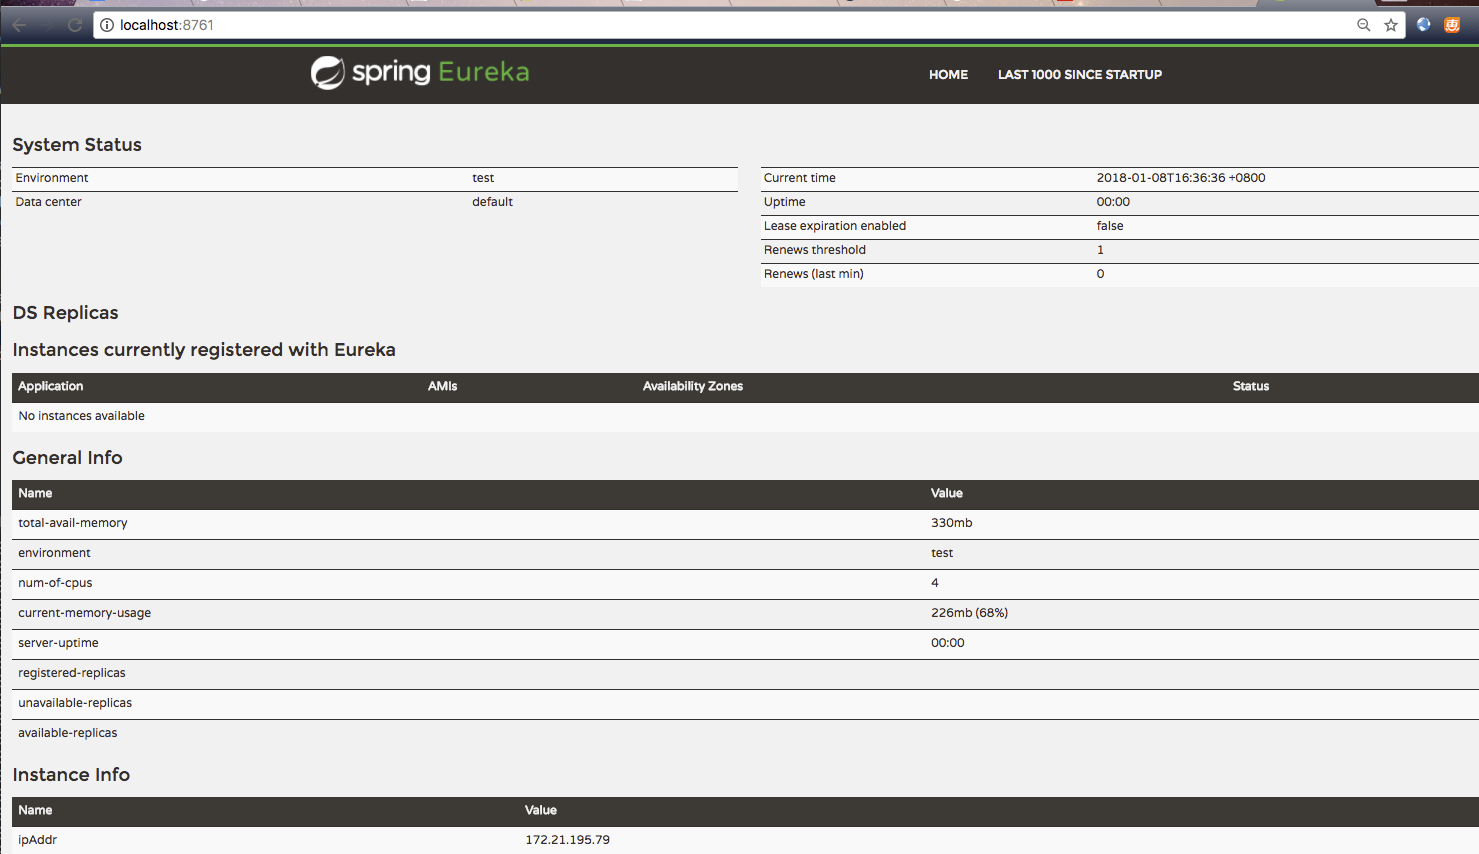 localhost:8761
spring Eureka HOME LAST 1000 SINCE STARTUP
System Status
Environment test
Data center default
Current time 2018-01-08T16:36:36 +0800
Uptime 00:00
Lease expiration enabled false
Renews threshold 1
Renews (last min) 0
DS Replicas
Instances currently registered with Eureka
Application AMIs Availability Zones Status
No instances available
General Info
Name Value
total-avail-memory 330mb
environment test
num-of-cpus 4
current-memory-usage 226mb (68%)
server-uptime 00:00
registered-replicas
unavailable-replicas
available-replicas
Instance Info
Name Value
ipAddr 172.21.195.79